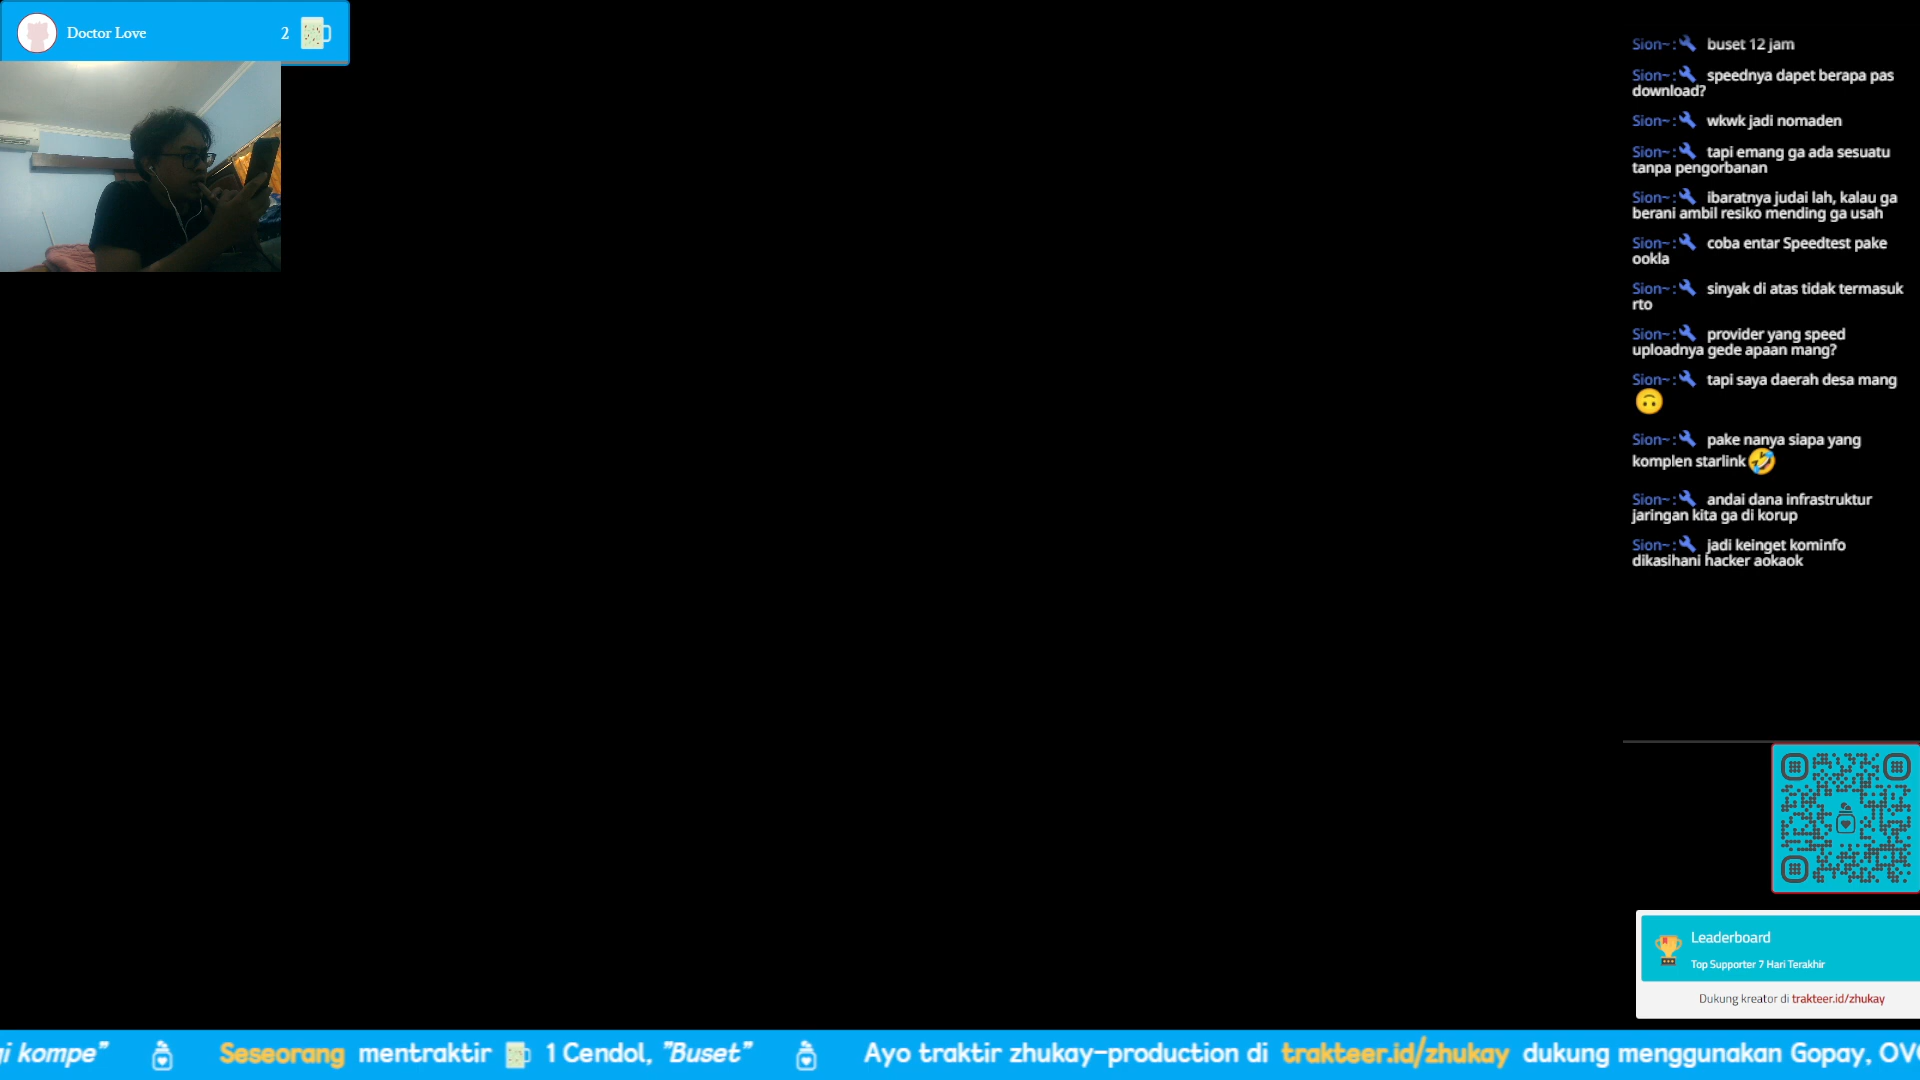 Doctor Love 2
Sion~: buset 12 jam
Sion~: speednya dapet berapa pas
download?
Sion~: wkwk jadi nomaden
Sion~: tapi emang ga ada sesuatu
tanpa pengorbanan
Sion~: ibaratnya judai lah, kalau ga
berani ambil resiko mending ga usah
Sion~: coba entar Speedtest pake
ookla
Sion~: sinyak di atas tidak termasuk
rto
Sion~: provider yang speed
uploadnya gede apaan mang?
Sion~: tapi saya daerah desa mang
🙃
Sion~: pake nanya siapa yang
komplen starlink🤣
Sion~: andai dana infrastruktur
jaringan kita ga di korup
Sion~: jadi keinget kominfo
dikasihani hacker aokaok
Leaderboard
Top Supporter 7 Hari Terakhir
Dukung kreator di trakteer.id/zhukay
gi kompe” Seseorang mentraktir 1 Cendol, ”Buset” Ayo traktir zhukay-production di trakteer.id/zhukay dukung menggunakan Gopay, OV